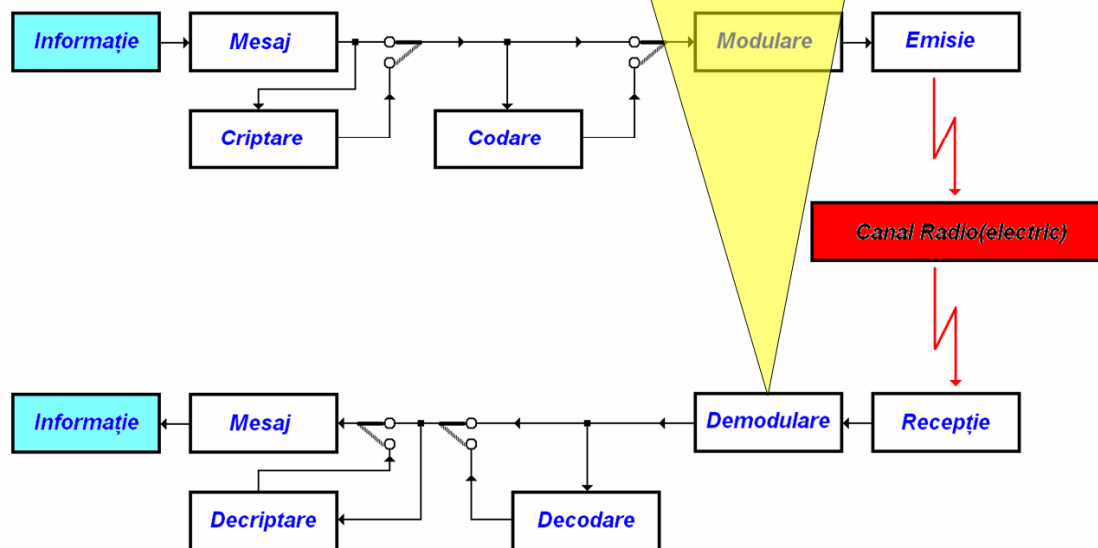 Informație
Mesaj
Modulare
Emisie
Criptare
Codare
Canal Radio(electric)
Informație
Mesaj
Demodulare
Recepție
Decriptare
Decodare